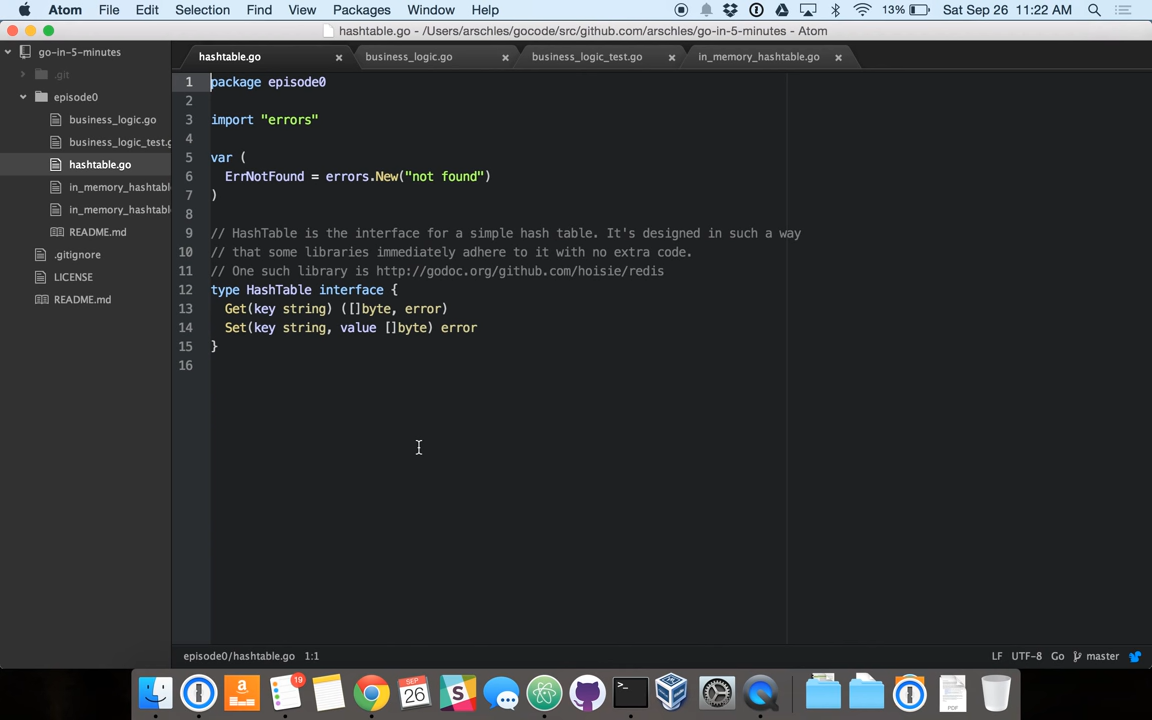 Atom File Edit Selection Find View Packages Window Help 13% Sat Sep 26 11:22 AM
hashtable.go - /Users/arschles/gocode/src/github.com/arschles/go-in-5-minutes - Atom
go-in-5-minutes
.git
episode0
business_logic.go
business_logic_test.g
hashtable.go
in_memory_hashtabl
in_memory_hashtabl
README.md
.gitignore
LICENSE
README.md
hashtable.go business_logic.go business_logic_test.go in_memory_hashtable.go
1 package episode0
2
3 import "errors"
4
5 var (
6 ErrNotFound = errors.New("not found")
7 )
8
9 // HashTable is the interface for a simple hash table. It's designed in such a way
10 // that some libraries immediately adhere to it with no extra code.
11 // One such library is http://godoc.org/github.com/hoisie/redis
12 type HashTable interface {
13 Get(key string) ([]byte, error)
14 Set(key string, value []byte) error
15 }
16
episode0/hashtable.go 1:1 LF UTF-8 Go master
19
SEP
26
PDF